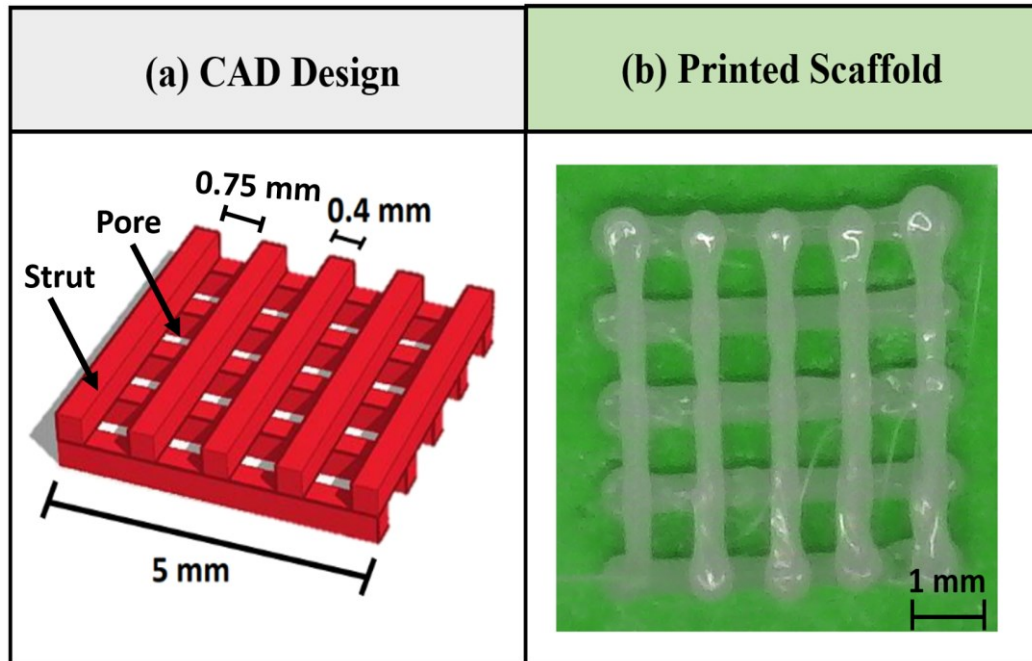 (a) CAD Design
(b) Printed Scaffold
0.75 mm
0.4 mm
Pore
Strut
5 mm
1 mm